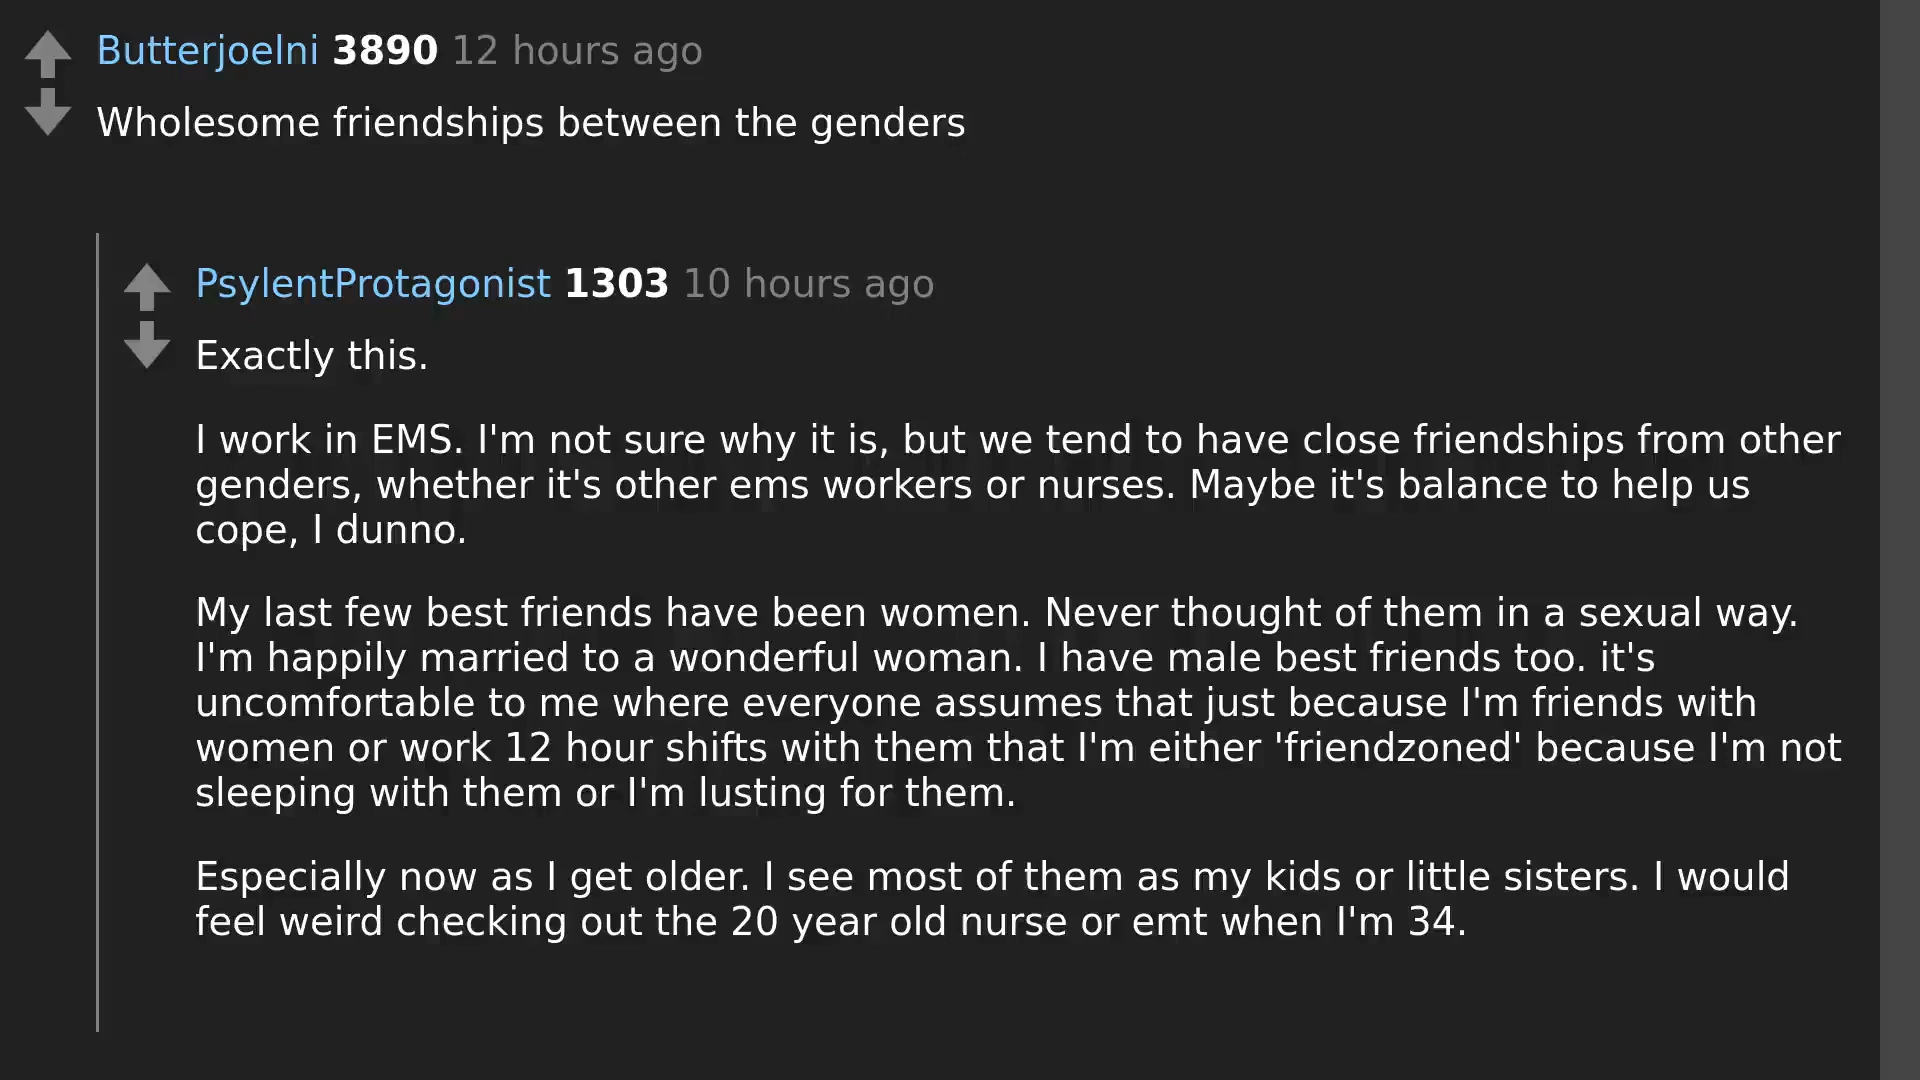 Butterjoelni 3890 12 hours ago
Wholesome friendships between the genders
PsylentProtagonist 1303 10 hours ago
Exactly this.
I work in EMS. I'm not sure why it is, but we tend to have close friendships from other
genders, whether it's other ems workers or nurses. Maybe it's balance to help us
cope, I dunno.
My last few best friends have been women. Never thought of them in a sexual way.
I'm happily married to a wonderful woman. I have male best friends too. it's
uncomfortable to me where everyone assumes that just because I'm friends with
women or work 12 hour shifts with them that I'm either 'friendzoned' because I'm not
sleeping with them or I'm lusting for them.
Especially now as I get older. I see most of them as my kids or little sisters. I would
feel weird checking out the 20 year old nurse or emt when I'm 34.